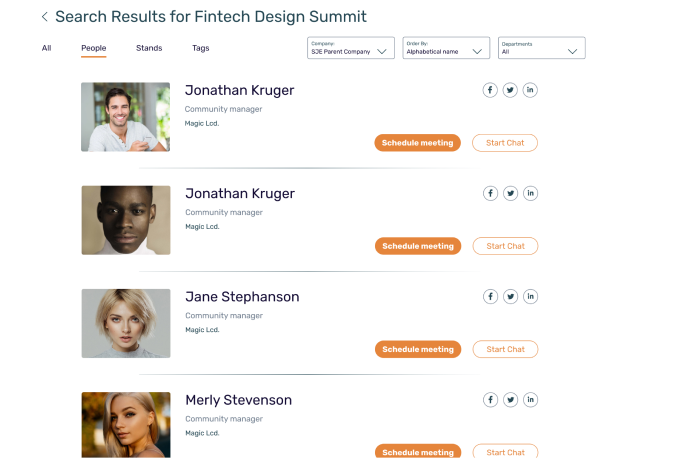 Search Results for Fintech Design Summit
All People Stands Tags
Company: Order By: Departments
SJE Parent Company Alphabetical name All
Jonathan Kruger
Community manager
Magic Lcd.
Schedule meeting Start Chat
Jonathan Kruger
Community manager
Magic Lcd.
Schedule meeting Start Chat
Jane Stephanson
Community manager
Magic Lcd.
Schedule meeting Start Chat
Merly Stevenson
Community manager
Magic Lcd.
Schedule meeting Start Chat